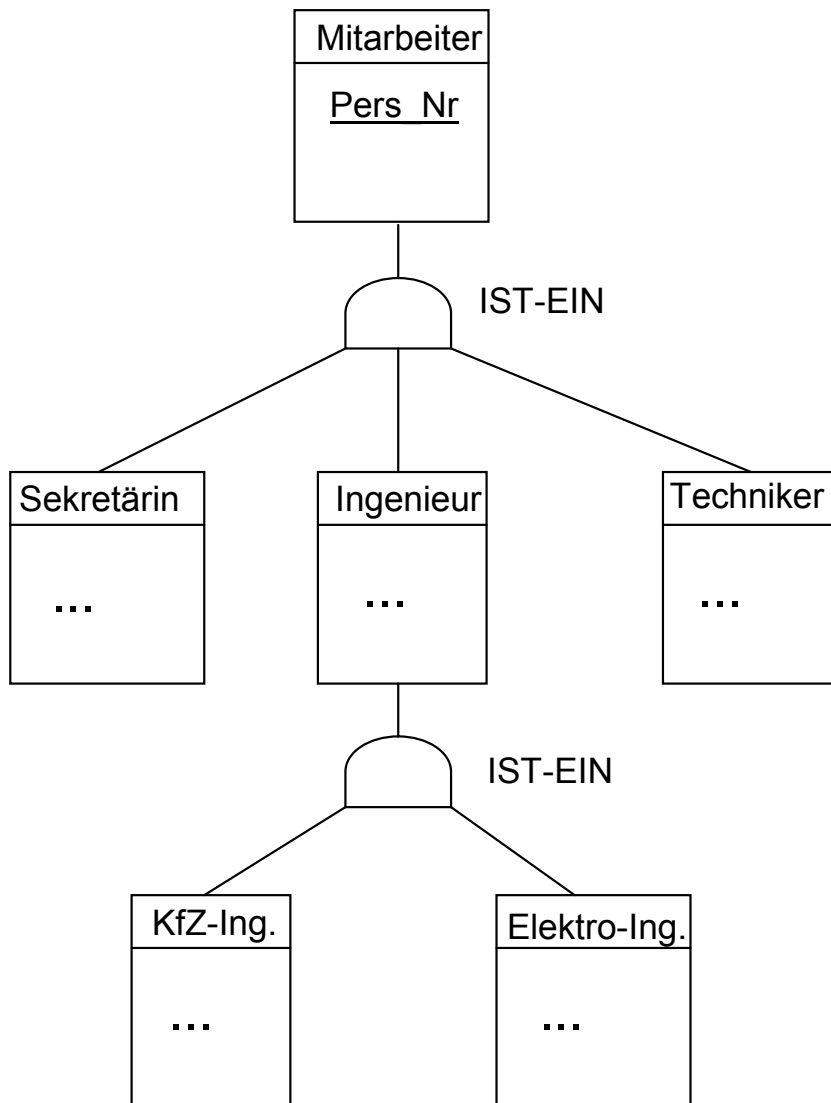 Mitarbeiter
Pers_Nr
IST-EIN
Sekretärin
Ingenieur
Techniker
...
...
...
IST-EIN
KfZ-Ing.
Elektro-Ing.
...
...